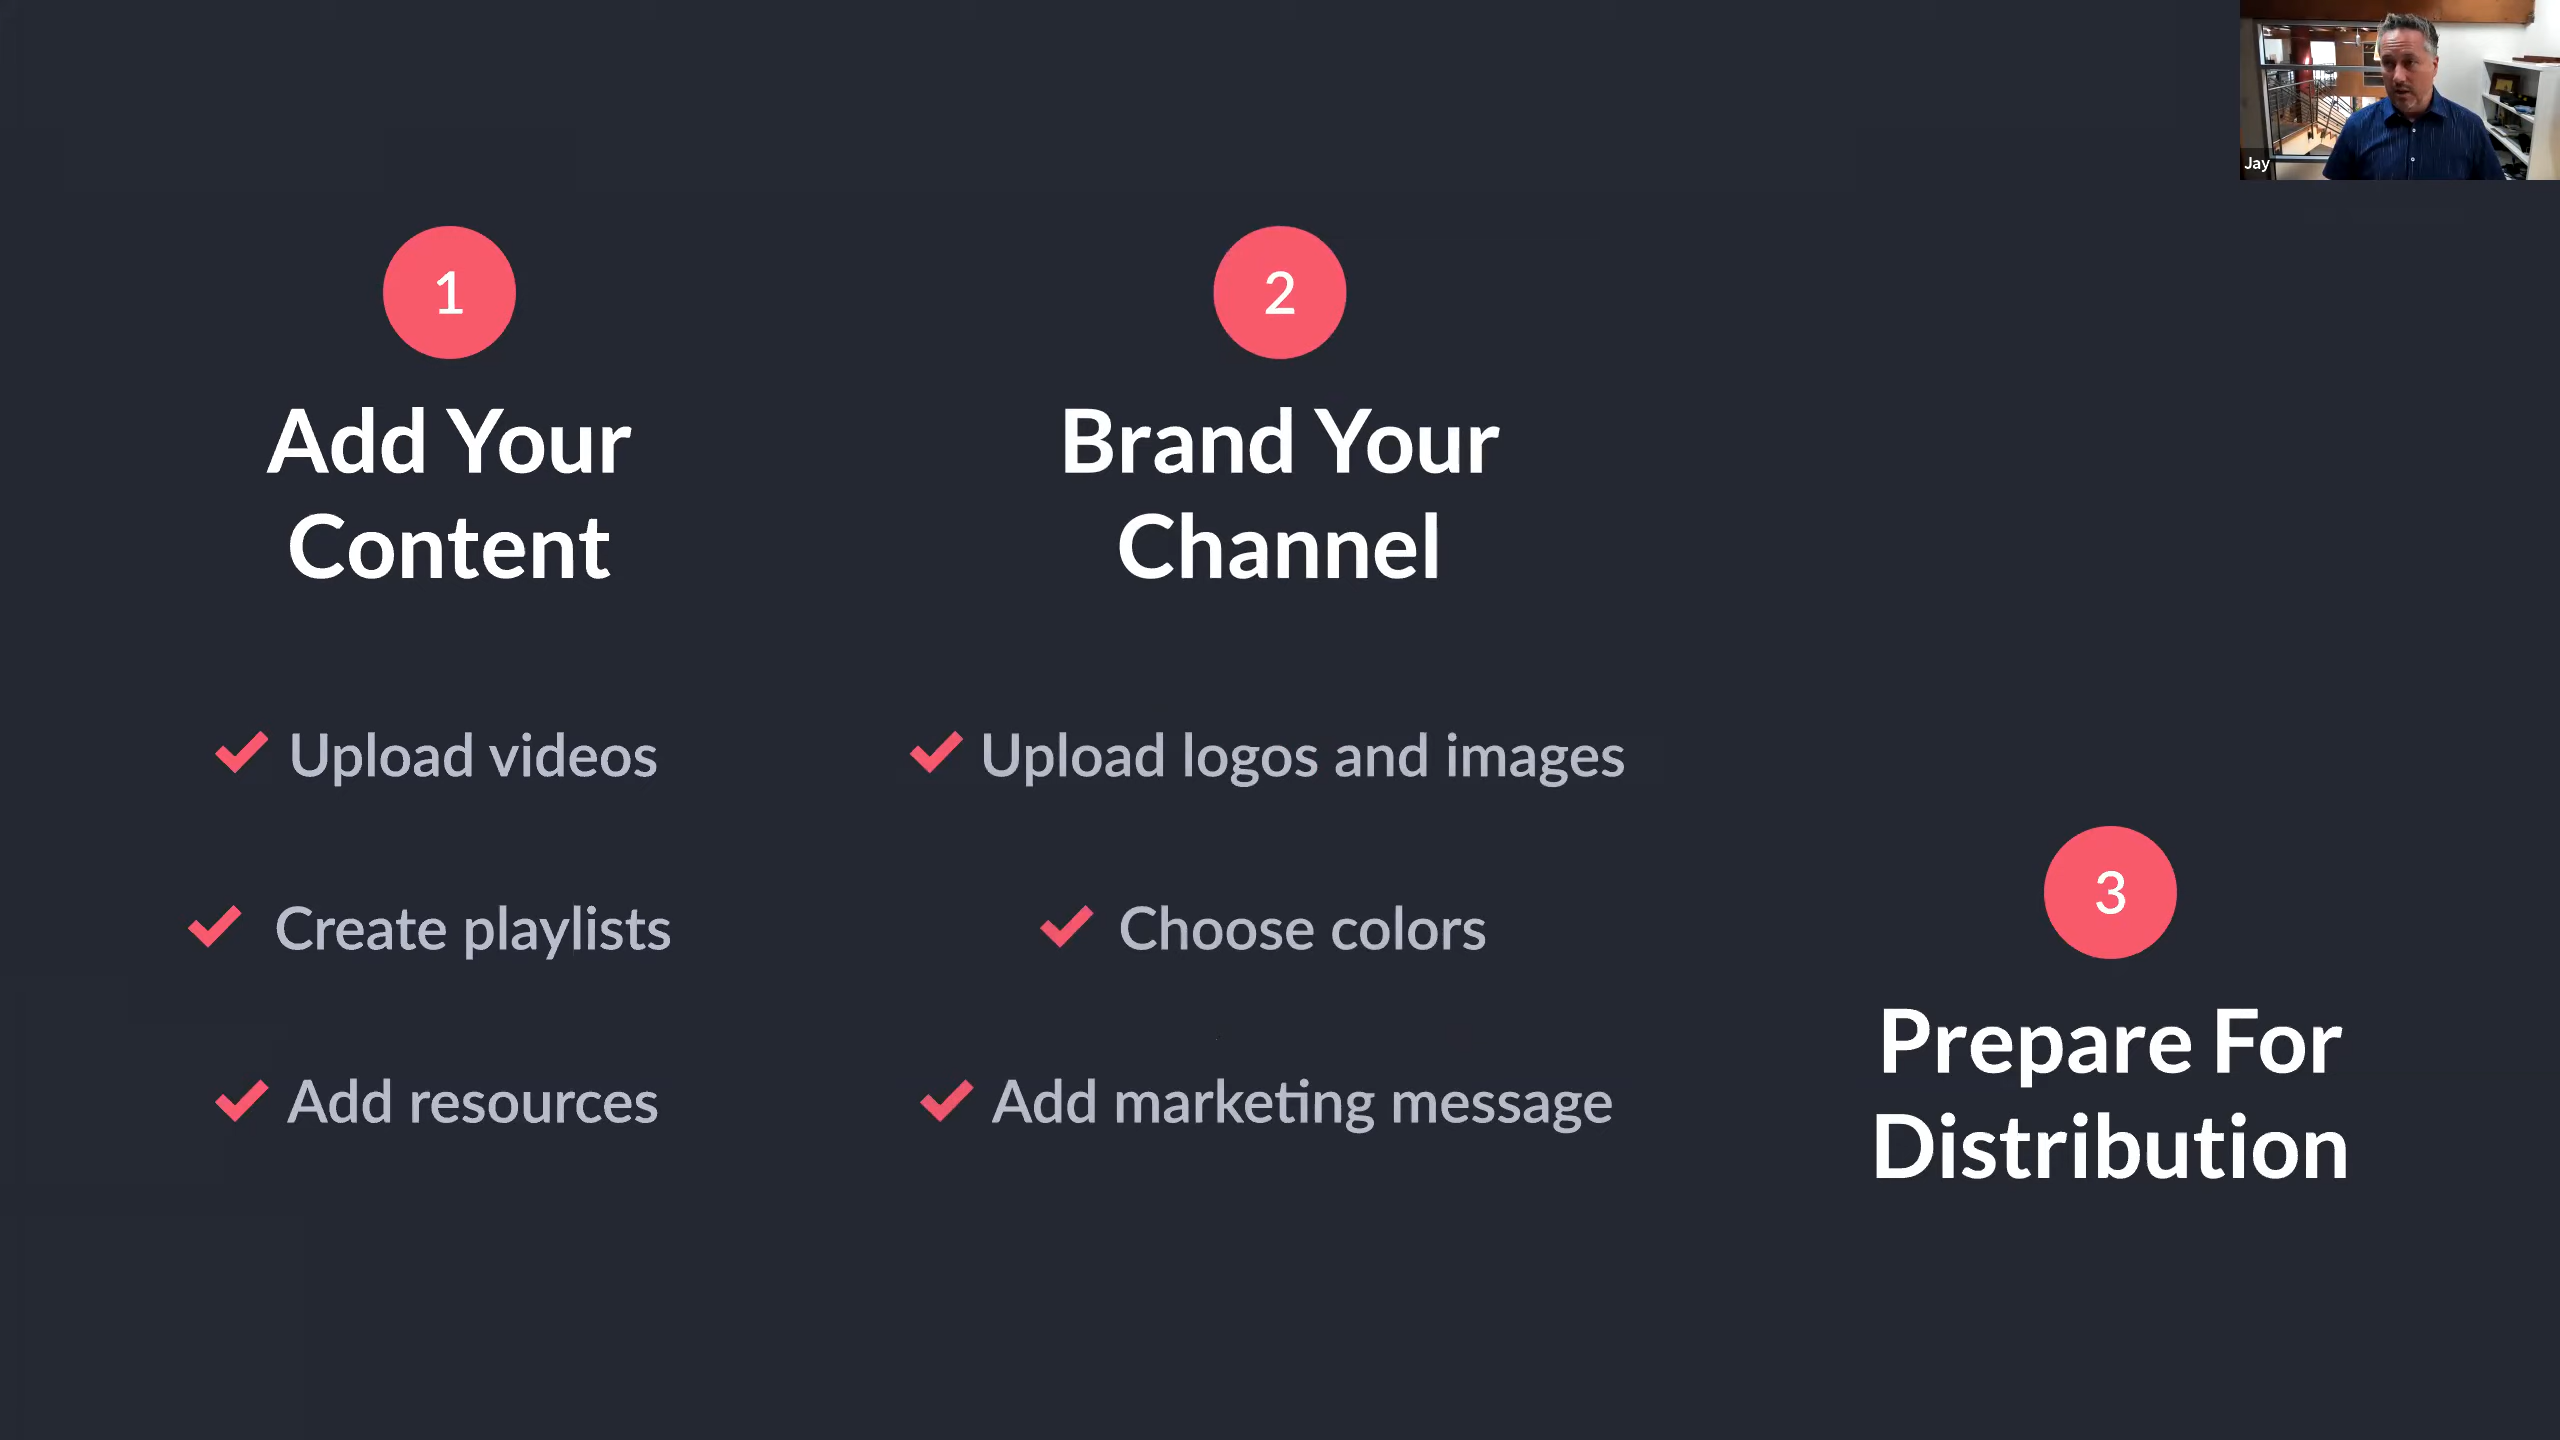 Jay
1
Add Your
Content
Upload videos
Create playlists
Add resources
2
Brand Your
Channel
Upload logos and images
Choose colors
Add marketing message
3
Prepare For
Distribution